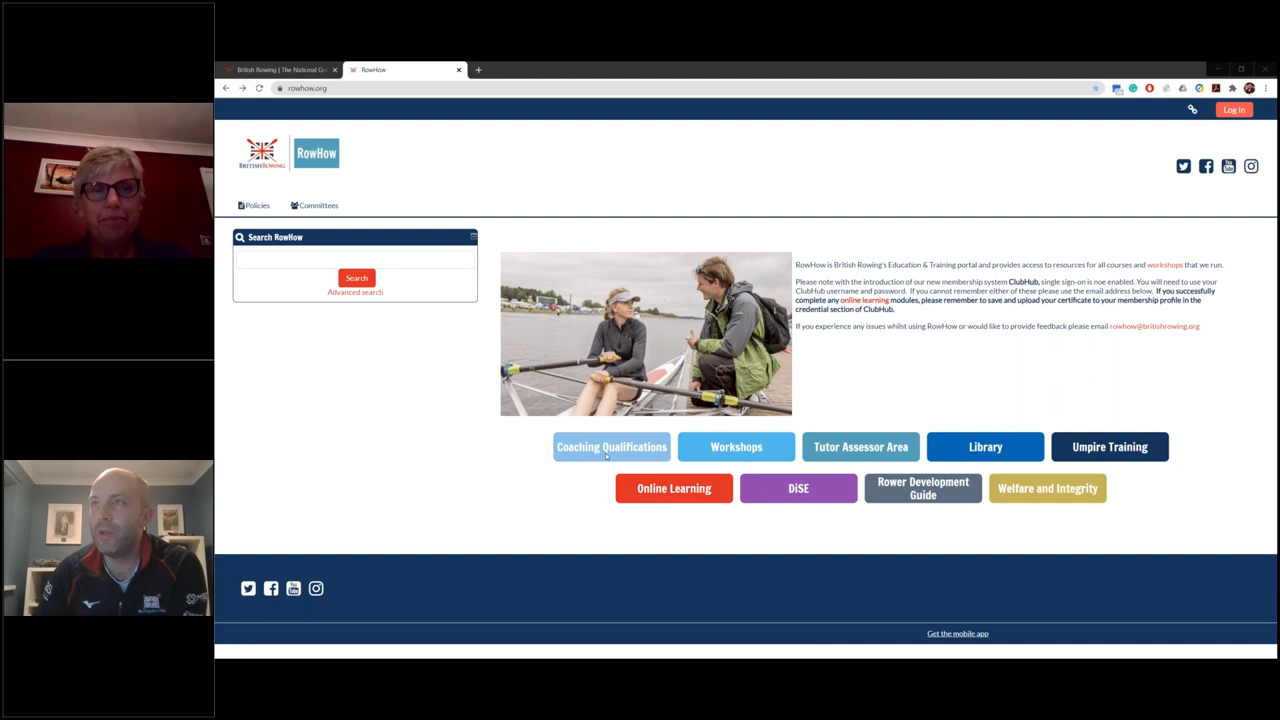 British Rowing | The National Go
RowHow
rowhow.org
Log In
BRITISHROWING
RowHow
Policies
Committees
Search RowHow
Search
Advanced search
RowHow is British Rowing's Education & Training portal and provides access to resources for all courses and workshops that we run.
Please note with the introduction of our new membership system ClubHub, single sign-on is noe enabled. You will need to use your
ClubHub username and password. If you cannot remember either of these please use the email address below. If you successfully
complete any online learning modules, please remember to save and upload your certificate to your membership profile in the
credential section of ClubHub.
If you experience any issues whilst using RowHow or would like to provide feedback please email rowhow@britishrowing.org
Coaching Qualifications
Workshops
Tutor Assessor Area
Library
Umpire Training
Online Learning
DiSE
Rower Development
Guide
Welfare and Integrity
Get the mobile app